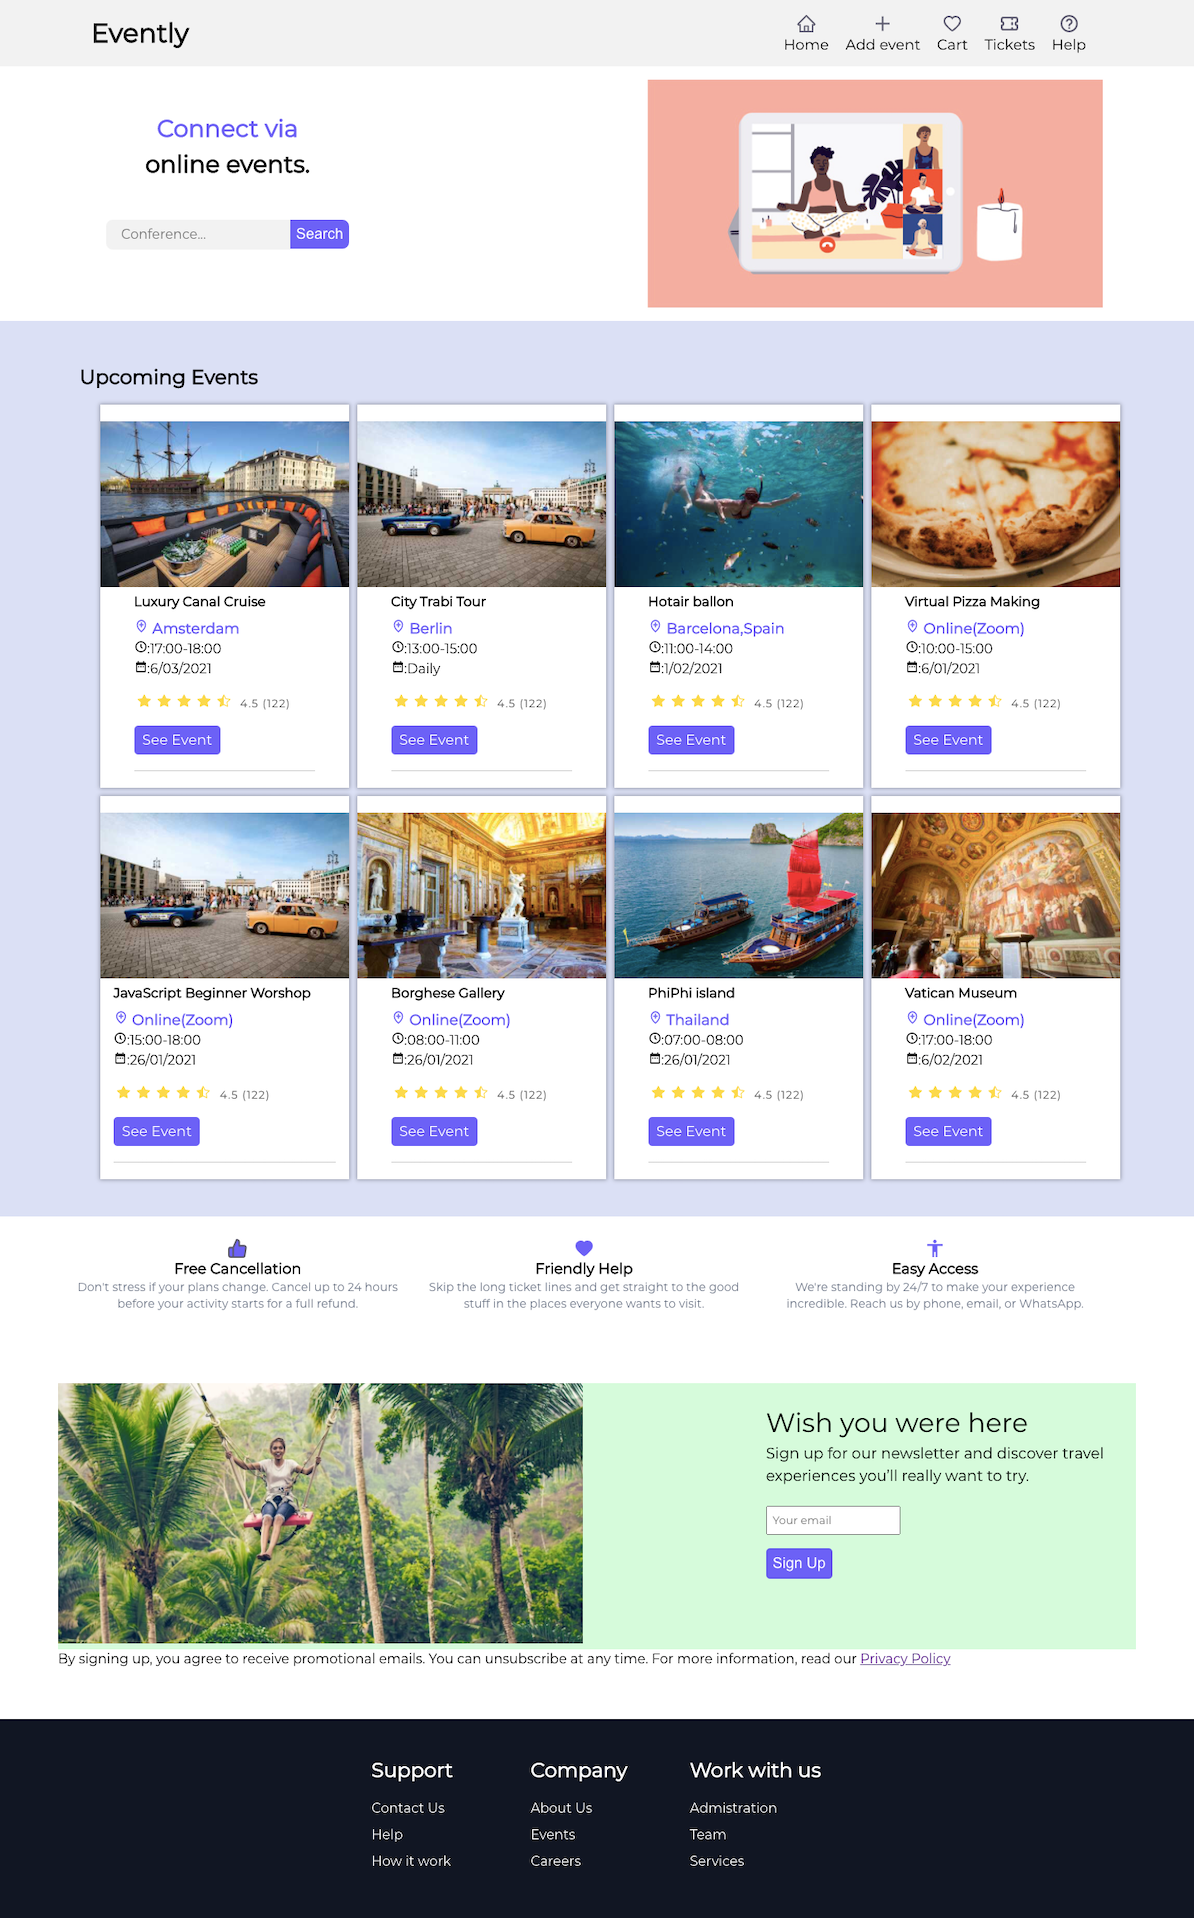 Evently
Home
Add event
Cart
Tickets
Help
Connect via
online events.
Conference...
Search
Upcoming Events
Luxury Canal Cruise
Amsterdam
:17:00-18:00
:6/03/2021
4.5 (122)
See Event
City Trabi Tour
Berlin
:13:00-15:00
:Daily
4.5 (122)
See Event
Hotair ballon
Barcelona,Spain
:11:00-14:00
:1/02/2021
4.5 (122)
See Event
Virtual Pizza Making
Online(Zoom)
:10:00-15:00
:6/01/2021
4.5 (122)
See Event
JavaScript Beginner Worshop
Online(Zoom)
:15:00-18:00
:26/01/2021
4.5 (122)
See Event
Borghese Gallery
Online(Zoom)
:08:00-11:00
:26/01/2021
4.5 (122)
See Event
PhiPhi island
Thailand
:07:00-08:00
:26/01/2021
4.5 (122)
See Event
Vatican Museum
Online(Zoom)
:17:00-18:00
:6/02/2021
4.5 (122)
See Event
Free Cancellation
Don't stress if your plans change. Cancel up to 24 hours
before your activity starts for a full refund.
Friendly Help
Skip the long ticket lines and get straight to the good
stuff in the places everyone wants to visit.
Easy Access
We're standing by 24/7 to make your experience
incredible. Reach us by phone, email, or WhatsApp.
Wish you were here
Sign up for our newsletter and discover travel
experiences you'll really want to try.
Your email
Sign Up
By signing up, you agree to receive promotional emails. You can unsubscribe at any time. For more information, read our Privacy Policy
Support
Contact Us
Help
How it work
Company
About Us
Events
Careers
Work with us
Admistration
Team
Services